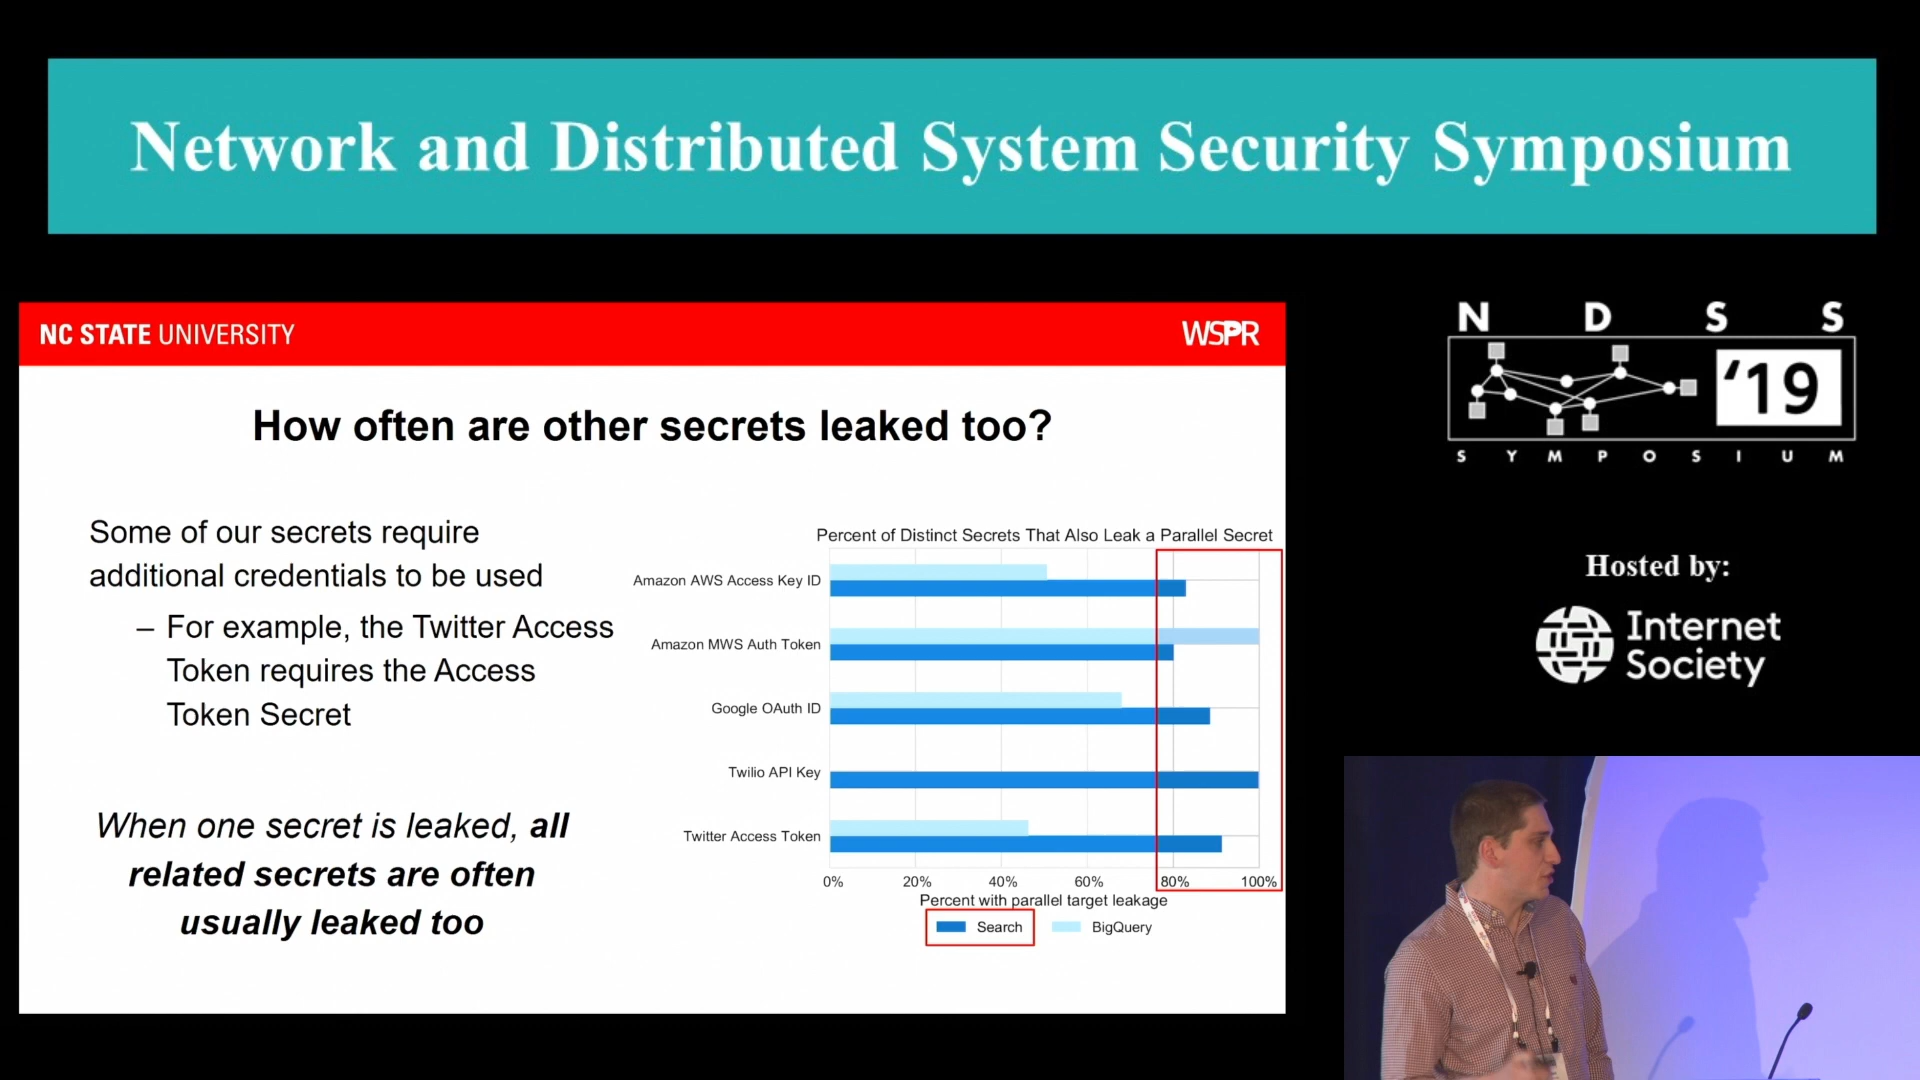 Network and Distributed System Security Symposium
NC STATE UNIVERSITY
WSPR
How often are other secrets leaked too?
Some of our secrets require
additional credentials to be used
– For example, the Twitter Access
Token requires the Access
Token Secret
When one secret is leaked, all
related secrets are often
usually leaked too
Percent of Distinct Secrets That Also Leak a Parallel Secret
Amazon AWS Access Key ID
Amazon MWS Auth Token
Google OAuth ID
Twilio API Key
Twitter Access Token
0% 20% 40% 60% 80% 100%
Percent with parallel target leakage
Search BigQuery
N D S S
'19
S Y M P O S I U M
Hosted by:
Internet
Society